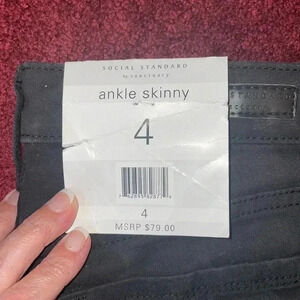 SOCIAL STANDARD
by sanctuary
ankle skinny
4
4
MSRP $79.00